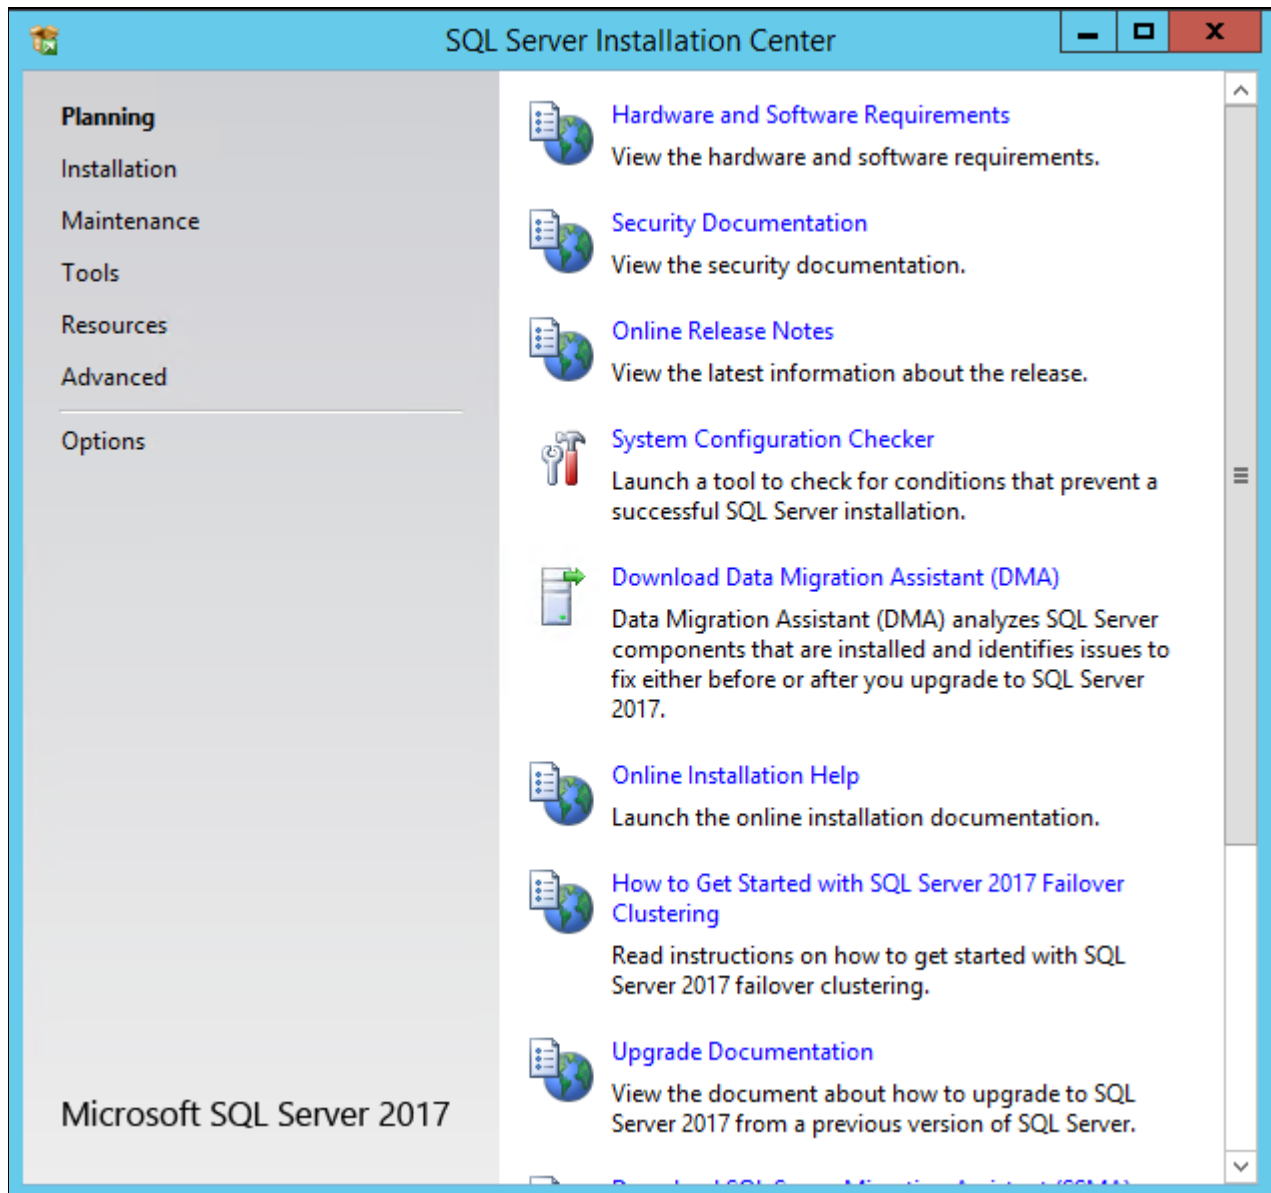 SQL Server Installation Center
Planning
Installation
Maintenance
Tools
Resources
Advanced
Options
Microsoft SQL Server 2017
Hardware and Software Requirements
View the hardware and software requirements.
Security Documentation
View the security documentation.
Online Release Notes
View the latest information about the release.
System Configuration Checker
Launch a tool to check for conditions that prevent a
successful SQL Server installation.
Download Data Migration Assistant (DMA)
Data Migration Assistant (DMA) analyzes SQL Server
components that are installed and identifies issues to
fix either before or after you upgrade to SQL Server
2017.
Online Installation Help
Launch the online installation documentation.
How to Get Started with SQL Server 2017 Failover
Clustering
Read instructions on how to get started with SQL
Server 2017 failover clustering.
Upgrade Documentation
View the document about how to upgrade to SQL
Server 2017 from a previous version of SQL Server.
Download SQL Server Migration Assistant (SSMA)